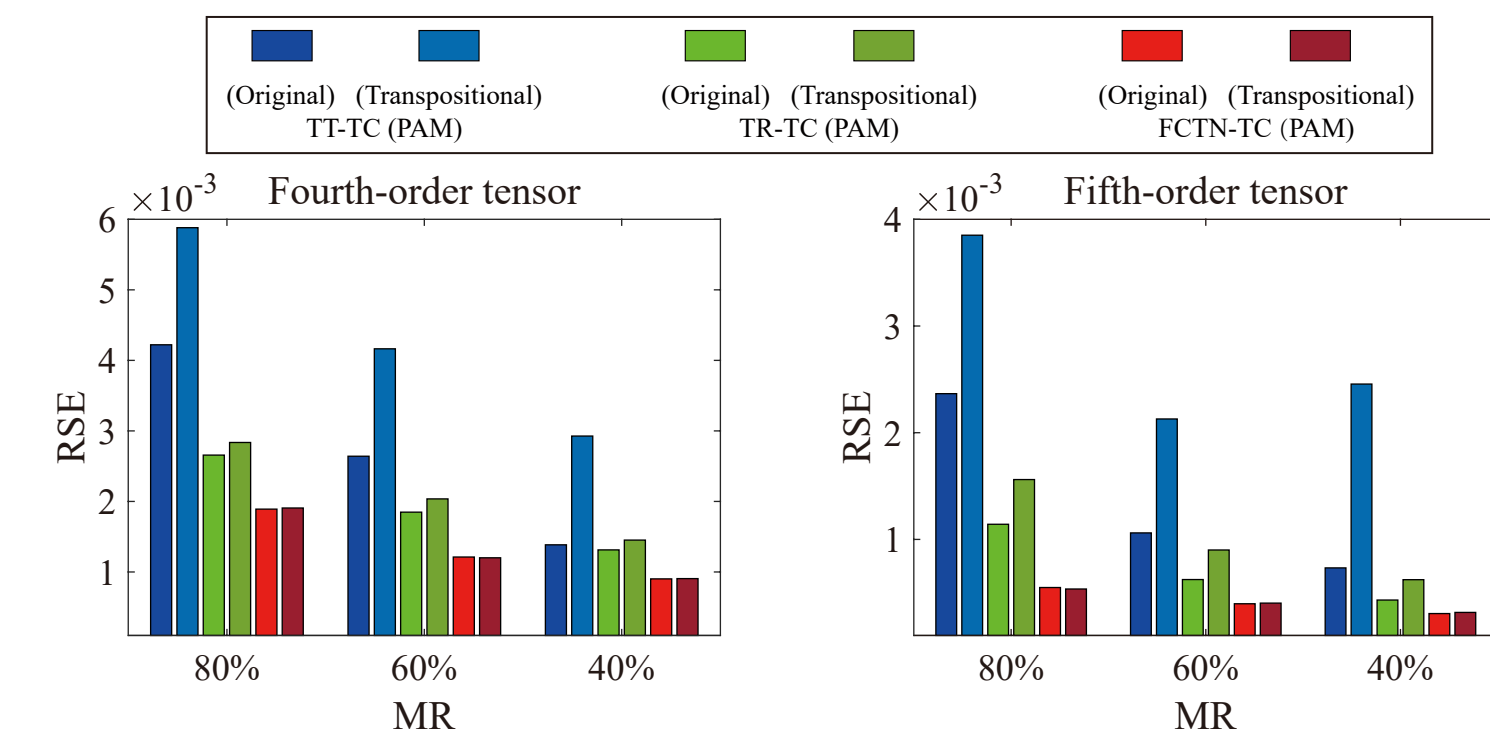 (Original) (Transpositional) (Original) (Transpositional) (Original) (Transpositional)
TT-TC (PAM) TR-TC (PAM) FCTN-TC (PAM)
×10-3 Fourth-order tensor
6
5
4
3
2
1
RSE
80% 60% 40%
MR
×10-3 Fifth-order tensor
4
3
2
1
RSE
80% 60% 40%
MR